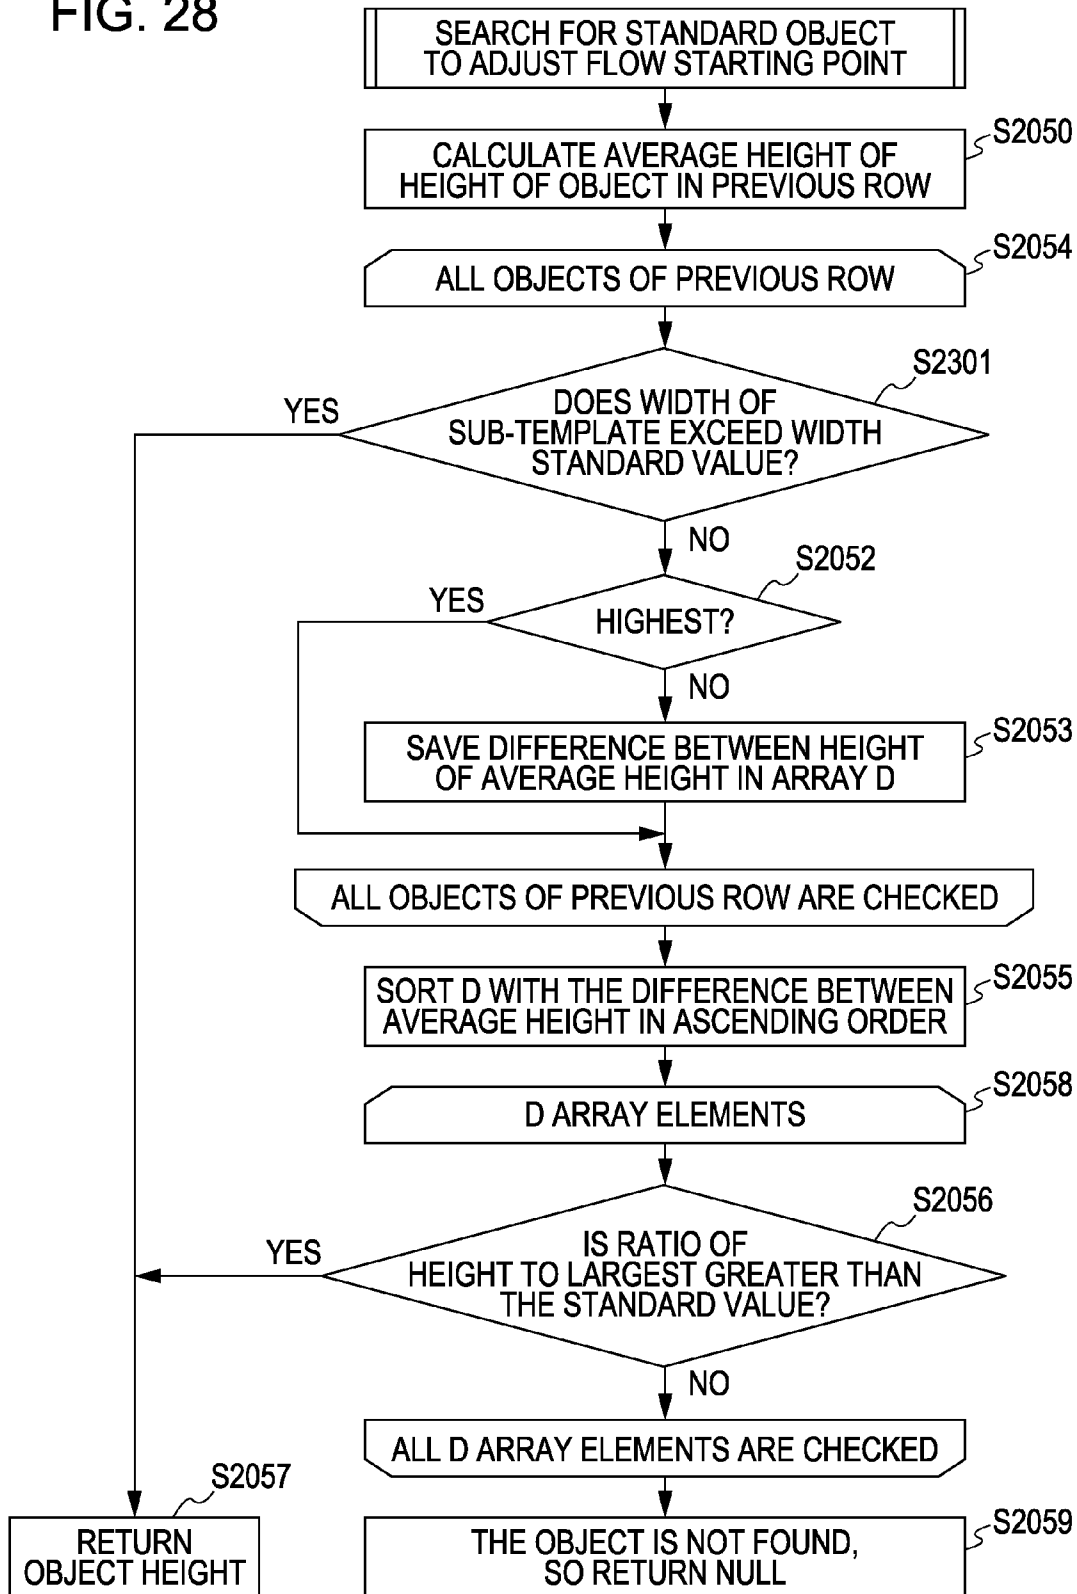 FIG. 28
SEARCH FOR STANDARD OBJECT
TO ADJUST FLOW STARTING POINT
S2050
CALCULATE AVERAGE HEIGHT OF
HEIGHT OF OBJECT IN PREVIOUS ROW
S2054
ALL OBJECTS OF PREVIOUS ROW
S2301
DOES WIDTH OF
SUB-TEMPLATE EXCEED WIDTH
STANDARD VALUE?
YES
NO
S2052
HIGHEST?
YES
NO
S2053
SAVE DIFFERENCE BETWEEN HEIGHT
OF AVERAGE HEIGHT IN ARRAY D
ALL OBJECTS OF PREVIOUS ROW ARE CHECKED
S2055
SORT D WITH THE DIFFERENCE BETWEEN
AVERAGE HEIGHT IN ASCENDING ORDER
S2058
D ARRAY ELEMENTS
S2056
IS RATIO OF
HEIGHT TO LARGEST GREATER THAN
THE STANDARD VALUE?
YES
NO
ALL D ARRAY ELEMENTS ARE CHECKED
S2057
RETURN
OBJECT HEIGHT
S2059
THE OBJECT IS NOT FOUND,
SO RETURN NULL